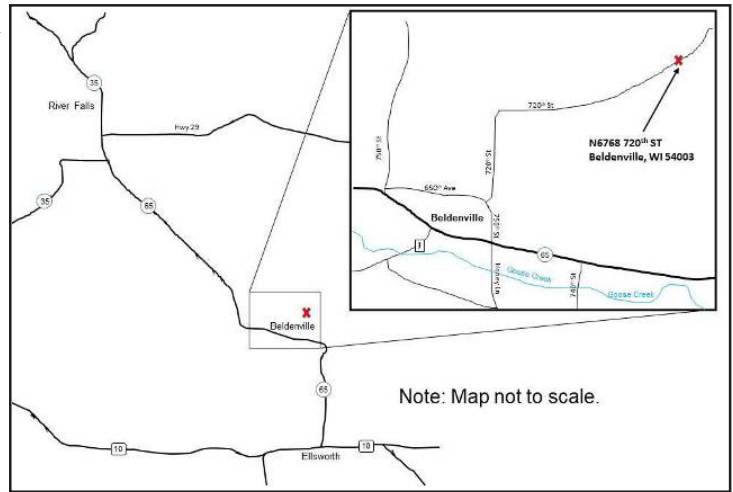 35
River Falls
Hwy 29
35
65
Beldenville
65
10
Ellsworth
10
Note: Map not to scale.
750th St
720th St
720th St
N6768 720th ST
Beldenville, WI 54003
650th Ave
Beldenville
J
65
Goose Creek
740th St
Goose Creek